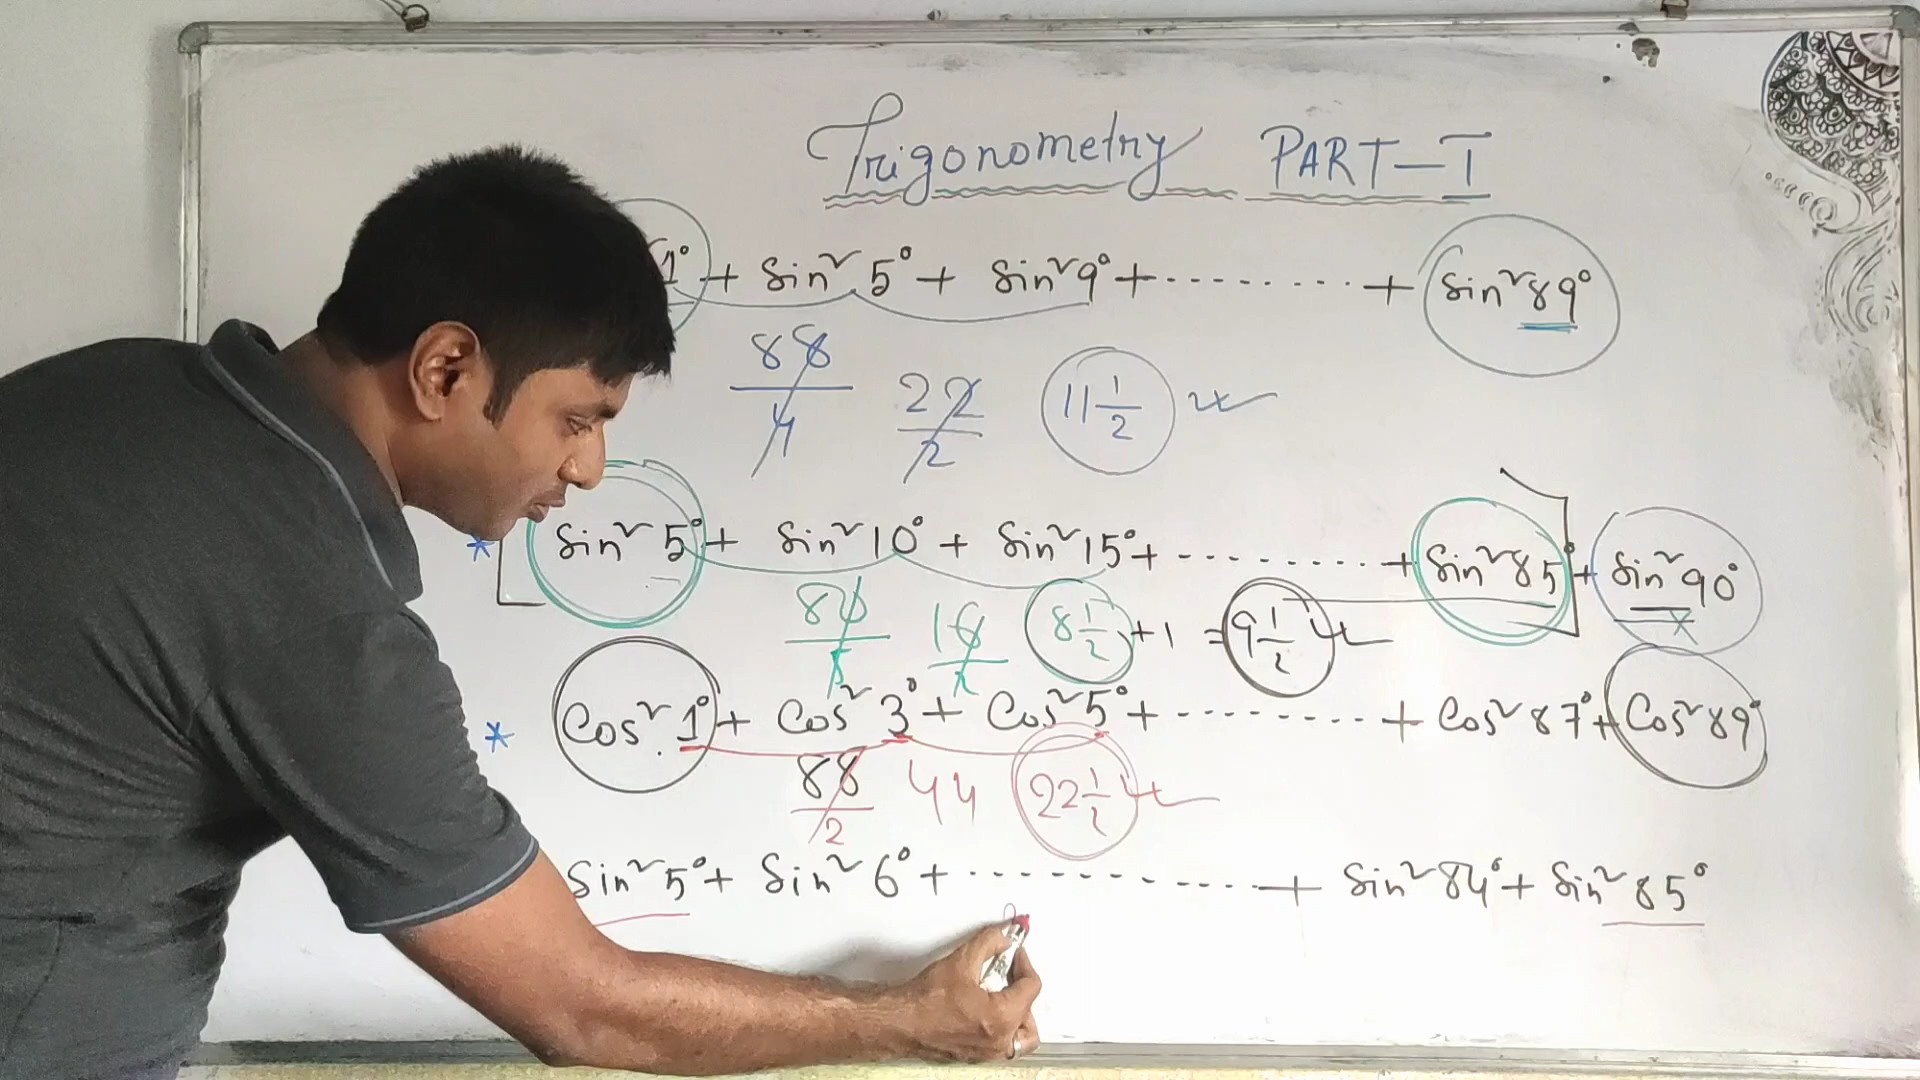 Trigonometry PART-I
1° + Sin² 5° + Sin² 9° + ......... + Sin² 89°
88/4 22/2 11 1/2
* Sin² 5° + Sin² 10° + Sin² 15° + ......... + Sin² 85° + Sin² 90°
80/5 16/2 8 1/2 + 1 = 9 1/2
* Cos² 1° + Cos² 3° + Cos² 5° + ......... + Cos² 87° + Cos² 89°
88/2 44 22 1/2
Sin² 5° + Sin² 6° + ......... + Sin² 84° + Sin² 85°